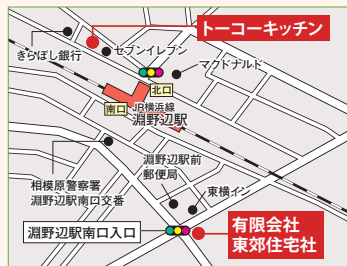 トーコーキッチン
きらぼし銀行
セブンイレブン
マクドナルド
北口
南口
JR横浜線
淵野辺駅
淵野辺駅前
郵便局
相模原警察署
淵野辺駅南口交番
東横イン
淵野辺駅南口入口
有限会社
東郊住宅社